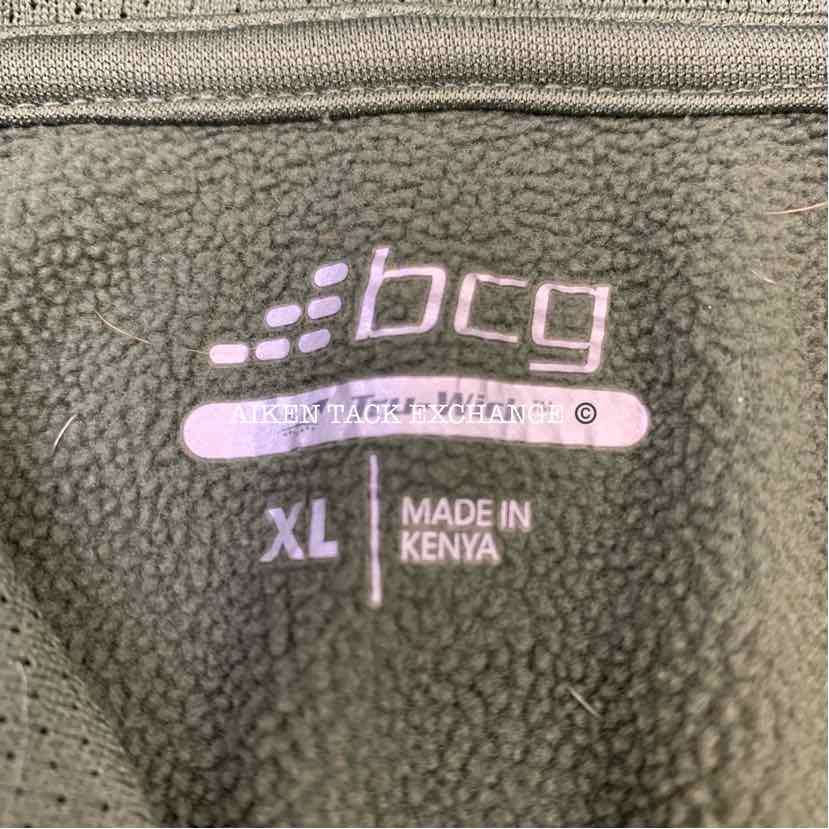 bcg
AIKEN TACK EXCHANGE ©
XL
MADE IN
KENYA